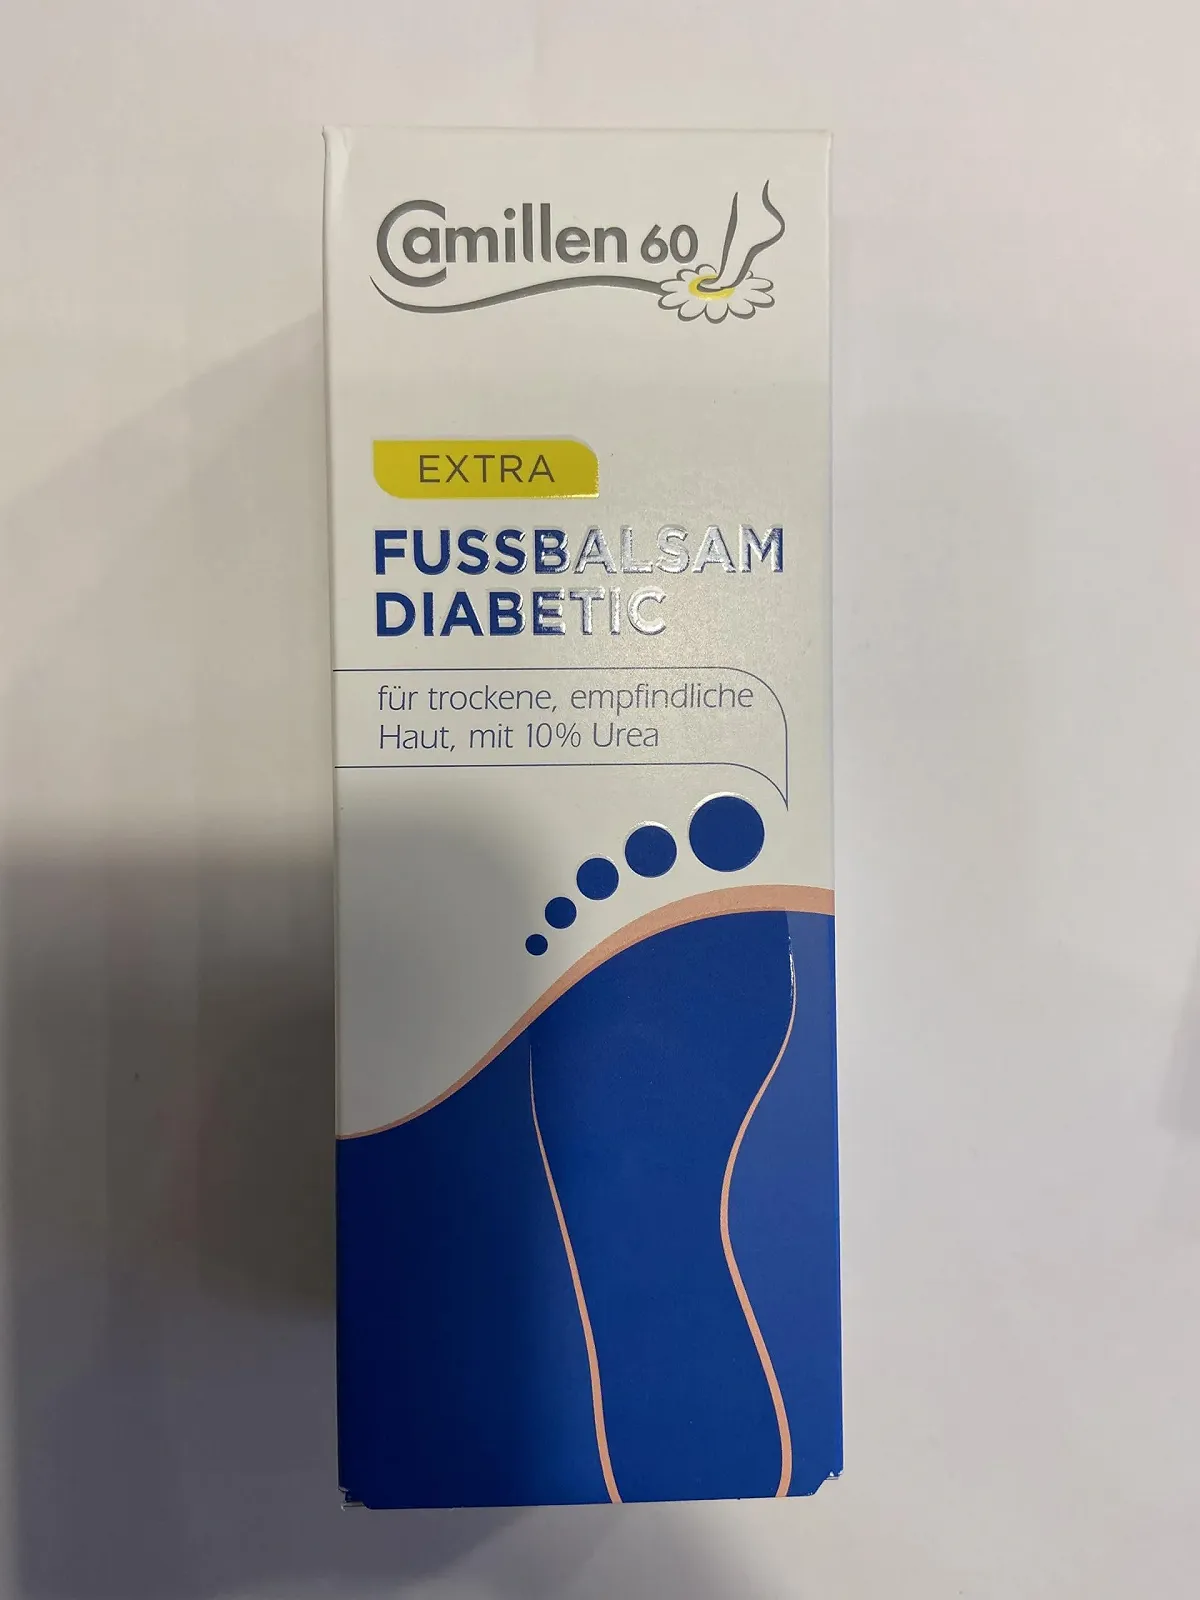 Camillen 60
EXTRA
FUSSBALSAM
DIABETIC
für trockene, empfindliche
Haut, mit 10% Urea